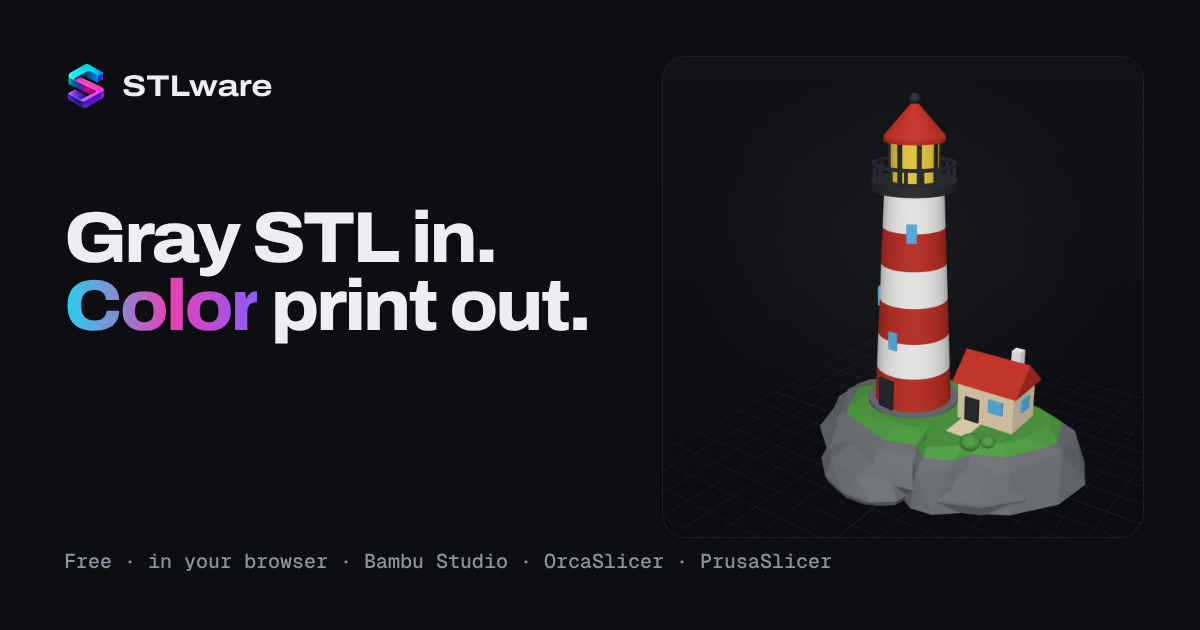 STLware
Gray STL in.
Color print out.
Free · in your browser · Bambu Studio · OrcaSlicer · PrusaSlicer